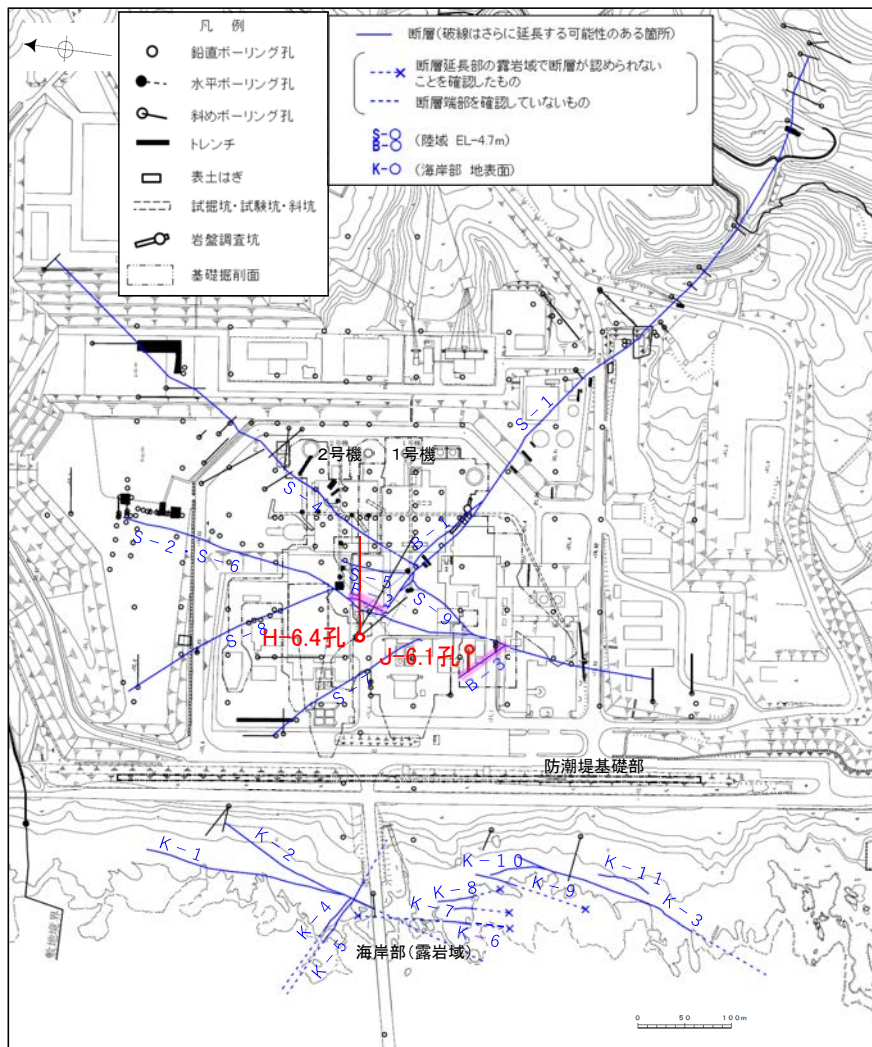 凡 例
鉛直ボーリング孔
水平ボーリング孔
斜めボーリング孔
トレンチ
表土はぎ
試掘坑・試験坑・斜坑
岩盤調査坑
基礎掘削面
断層(破線はさらに延長する可能性のある箇所)
断層延長部の露岩域で断層が認められない
ことを確認したもの
断層端部を確認していないもの
S-○
B-○
(陸域 EL-4.7m)
K-○ (海岸部 地表面)
S-1
2号機
1号機
S-4
B-1
S-2・S-6
S-5
S-9
S-8
H-6.4孔
J-6.1孔
B-3
S-7
防潮堤基礎部
K-1
K-2
K-10
K-11
K-9
K-8
K-3
K-4
K-7
K-6
K-5
海岸部(露岩域)
敷地境界
0 50 100m